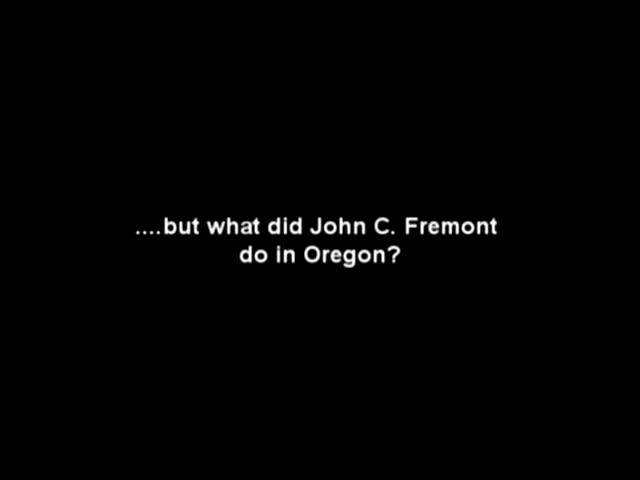 ....but what did John C. Fremont
do in Oregon?